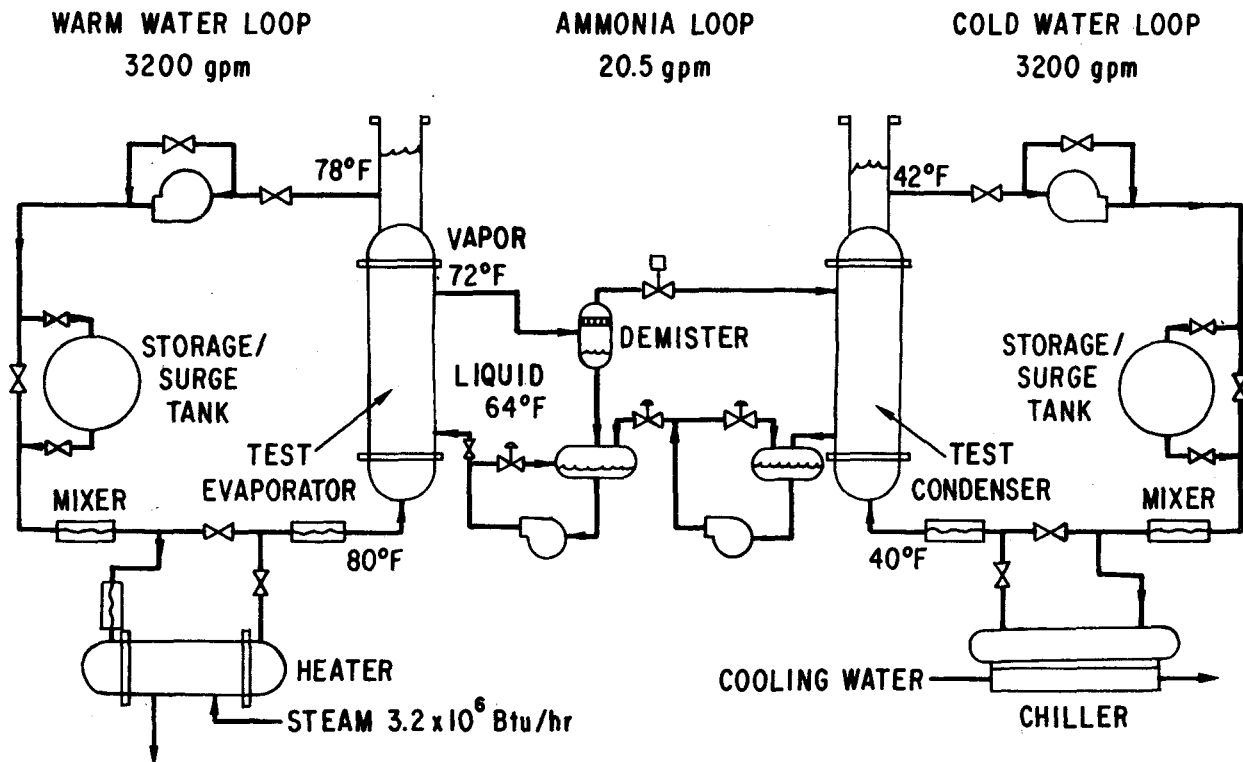 WARM WATER LOOP
3200 gpm
AMMONIA LOOP
20.5 gpm
COLD WATER LOOP
3200 gpm
78°F
42°F
VAPOR
72°F
DEMISTER
STORAGE/
SURGE
TANK
LIQUID
64°F
STORAGE/
SURGE
TANK
TEST
EVAPORATOR
TEST
CONDENSER
MIXER
MIXER
80°F
40°F
HEATER
STEAM 3.2 x 10⁶ Btu/hr
COOLING WATER
CHILLER